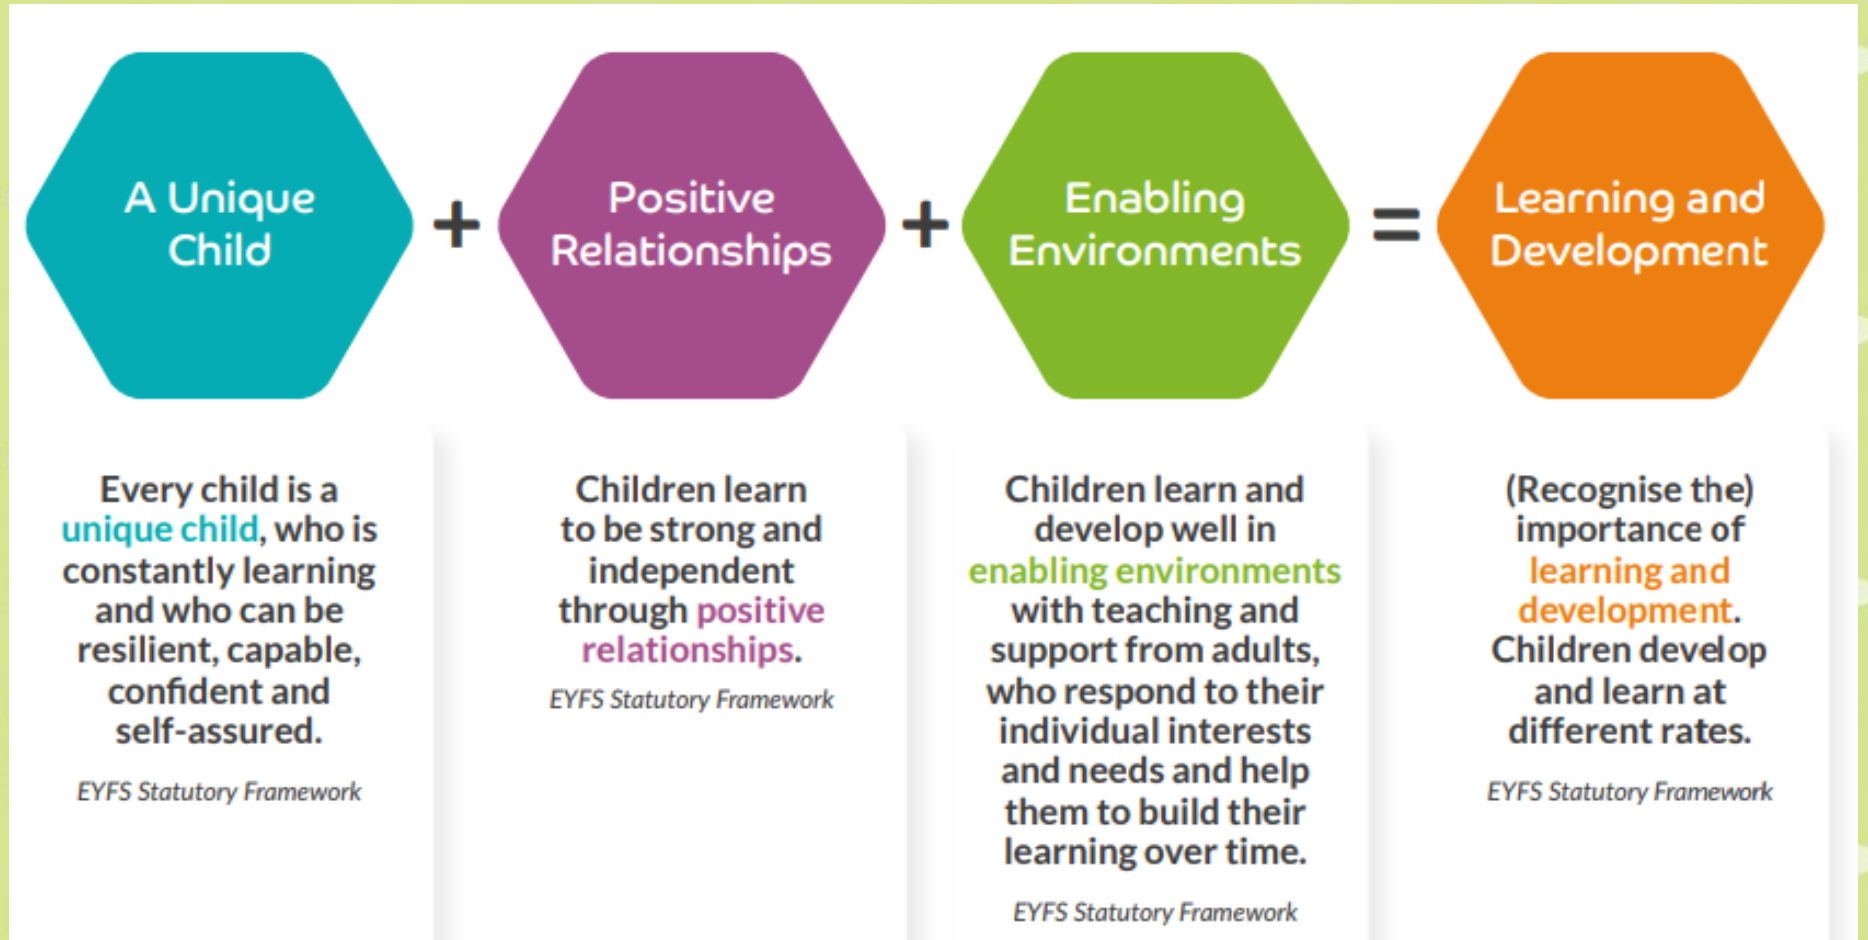 A Unique
Child
+
Positive
Relationships
+
Enabling
Environments
=
Learning and
Development
Every child is a
unique child, who is
constantly learning
and who can be
resilient, capable,
confident and
self-assured.
EYFS Statutory Framework
Children learn
to be strong and
independent
through positive
relationships.
EYFS Statutory Framework
Children learn and
develop well in
enabling environments
with teaching and
support from adults,
who respond to their
individual interests
and needs and help
them to build their
learning over time.
EYFS Statutory Framework
(Recognise the)
importance of
learning and
development.
Children develop
and learn at
different rates.
EYFS Statutory Framework